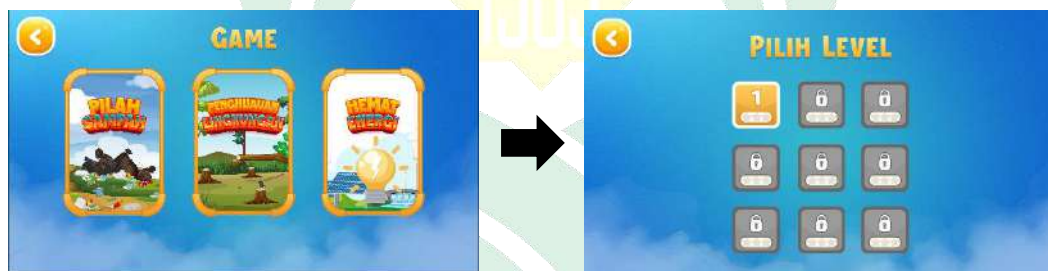 GAME
PILAH
SAMPAH
PENGHIJAUAN
LINGKUNGAN
HEMAT
ENERGI
PILIH LEVEL
1